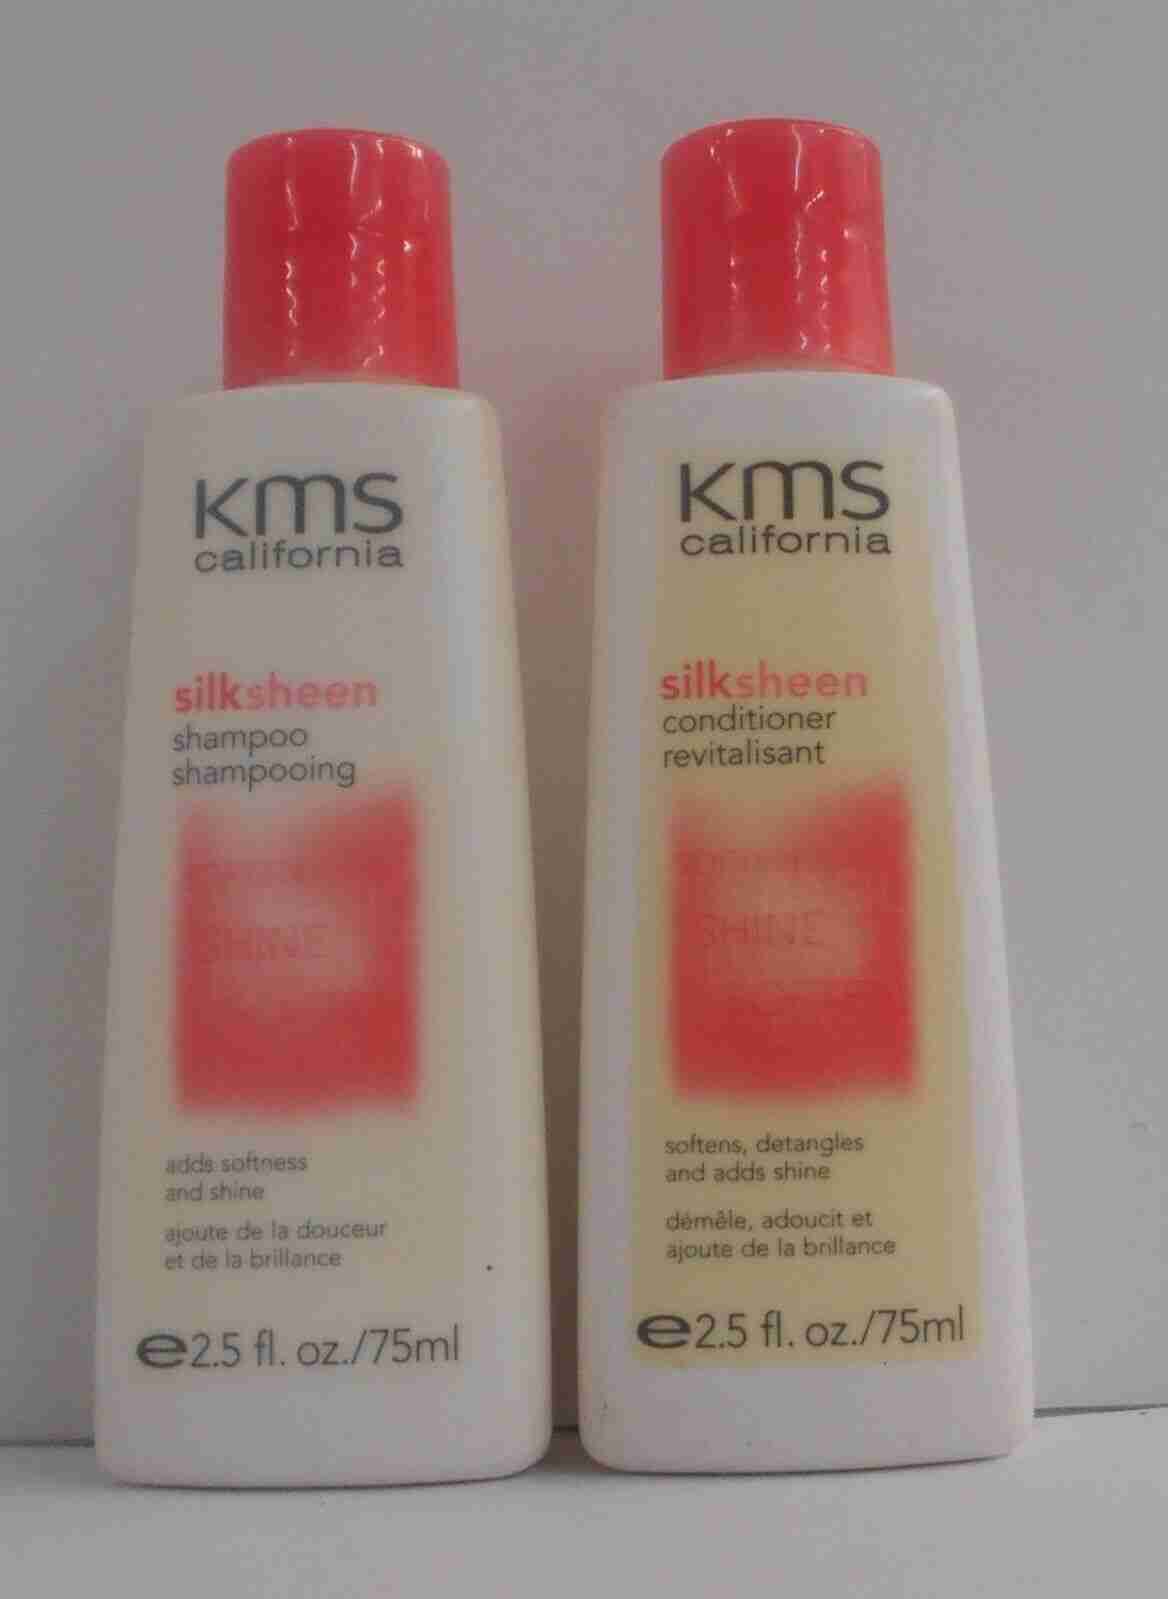 KMS
california
silksheen
shampoo
shampooing
SHINE
adds softness
and shine
ajoute de la douceur
et de la brillance
e2.5 fl. oz./75ml
KMS
california
silksheen
conditioner
revitalisant
SHINE
softens, detangles
and adds shine
démêle, adoucit et
ajoute de la brillance
e2.5 fl. oz./75ml